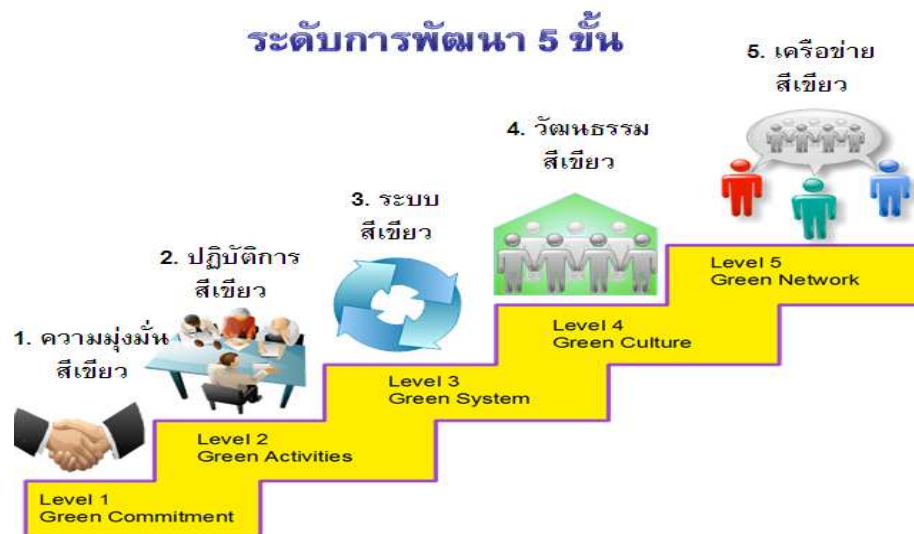 ระดับการพัฒนา 5 ขั้น
1. ความมุ่งมั่น
สีเขียว
Level 1
Green Commitment
2. ปฏิบัติการ
สีเขียว
Level 2
Green Activities
3. ระบบ
สีเขียว
Level 3
Green System
4. วัฒนธรรม
สีเขียว
Level 4
Green Culture
5. เครือข่าย
สีเขียว
Level 5
Green Network